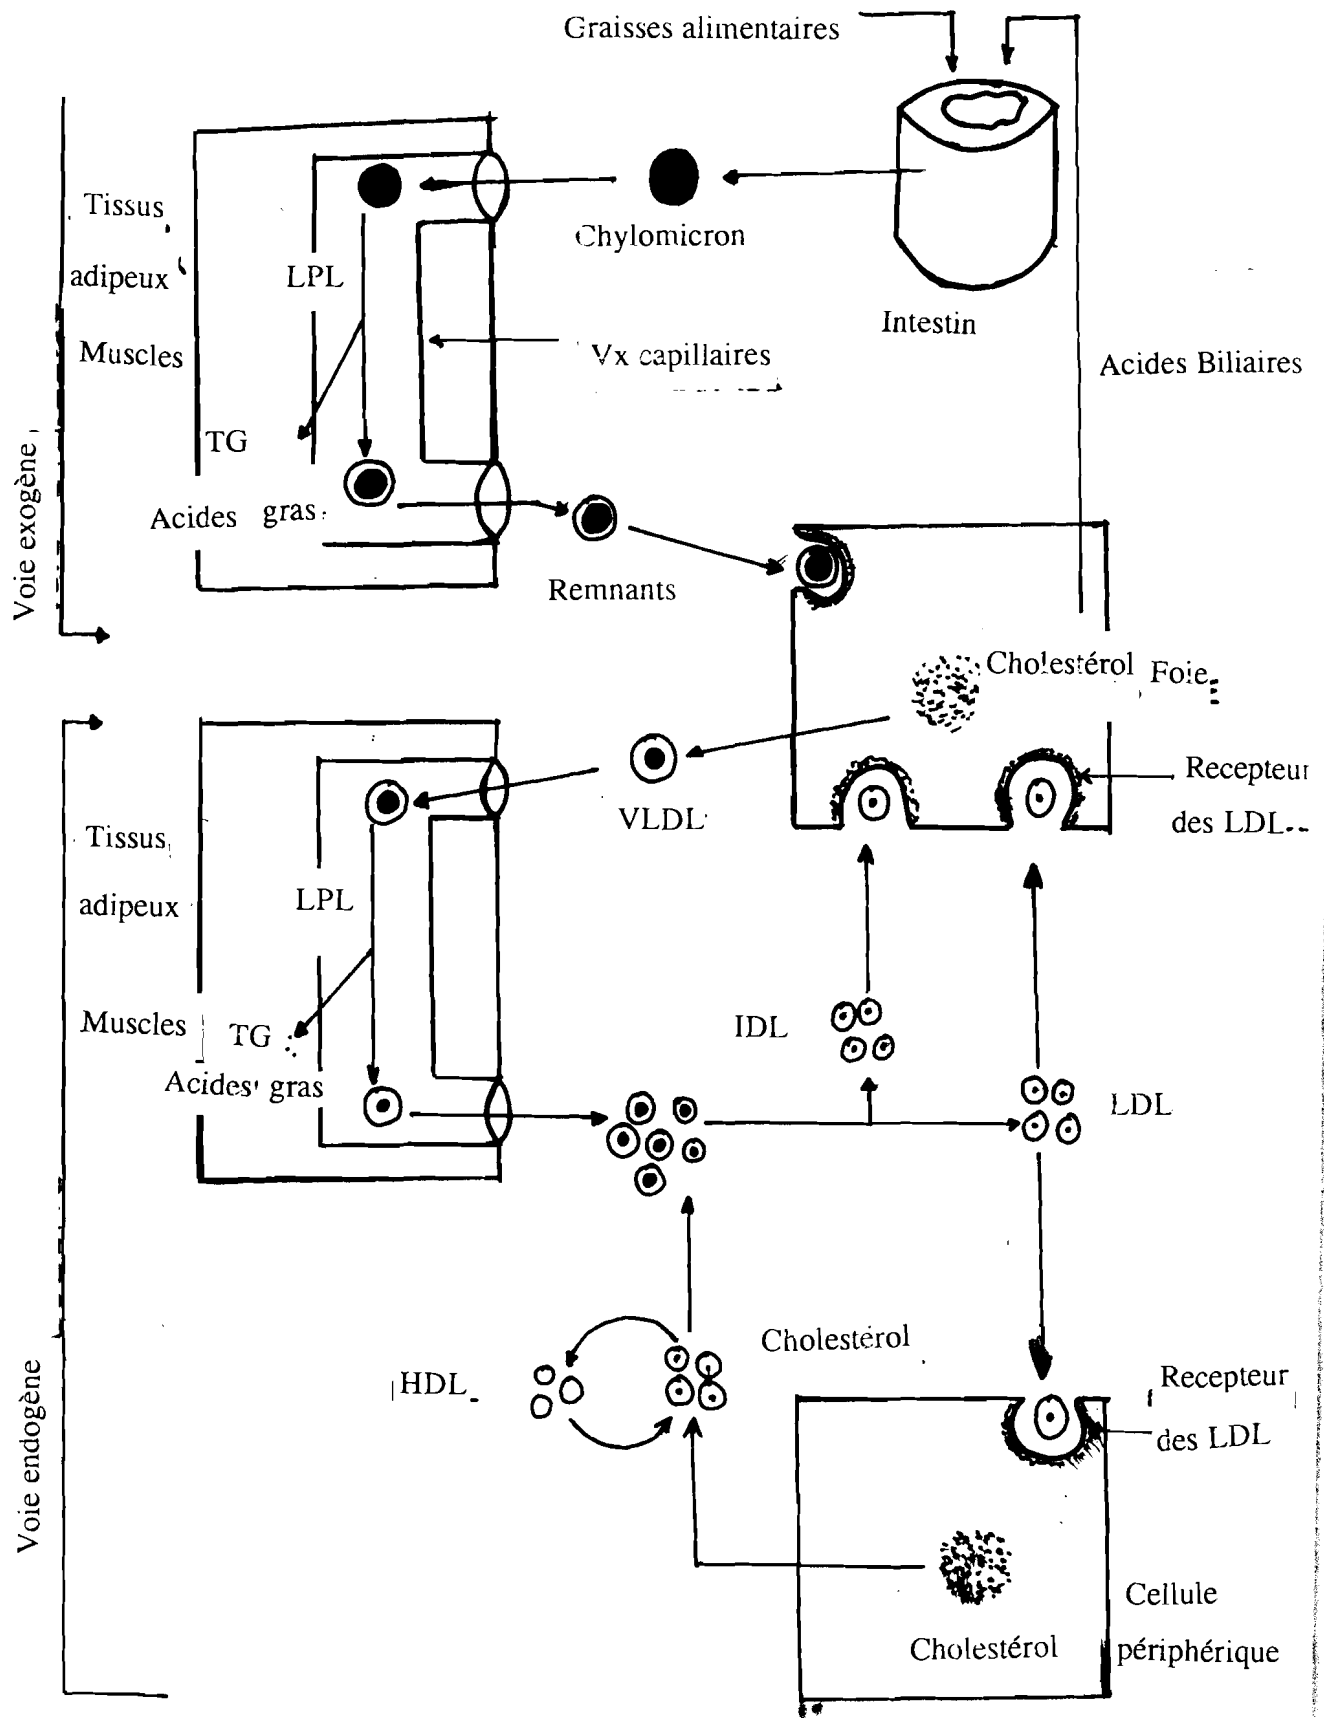 Graisses alimentaires
Tissus
adipeux
Muscles
LPL
Chylomicron
Intestin
Vx capillaires
Acides Biliaires
TG
Acides gras
Voie exogène
Remnants
Cholestérol Foie
Recepteur
des LDL
VLDL
Tissus
adipeux
LPL
Muscles
TG
Acides gras
IDL
LDL
HDL
Cholestérol
Recepteur
des LDL
Voie endogène
Cellule
périphérique
Cholestérol